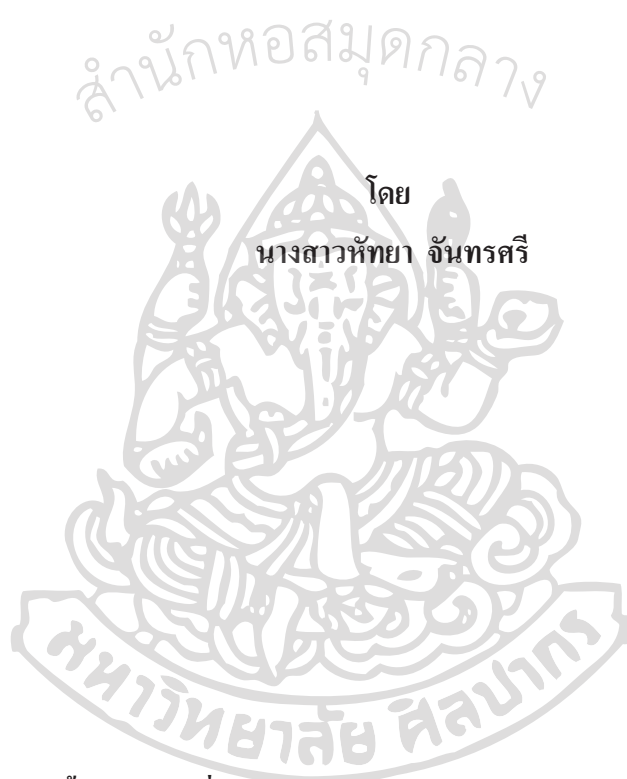 สำนักหอสมุดกลาง
โดย
นางสาวหัทยา จันทรศรี
มหาวิทยาลัย ศิลปากร